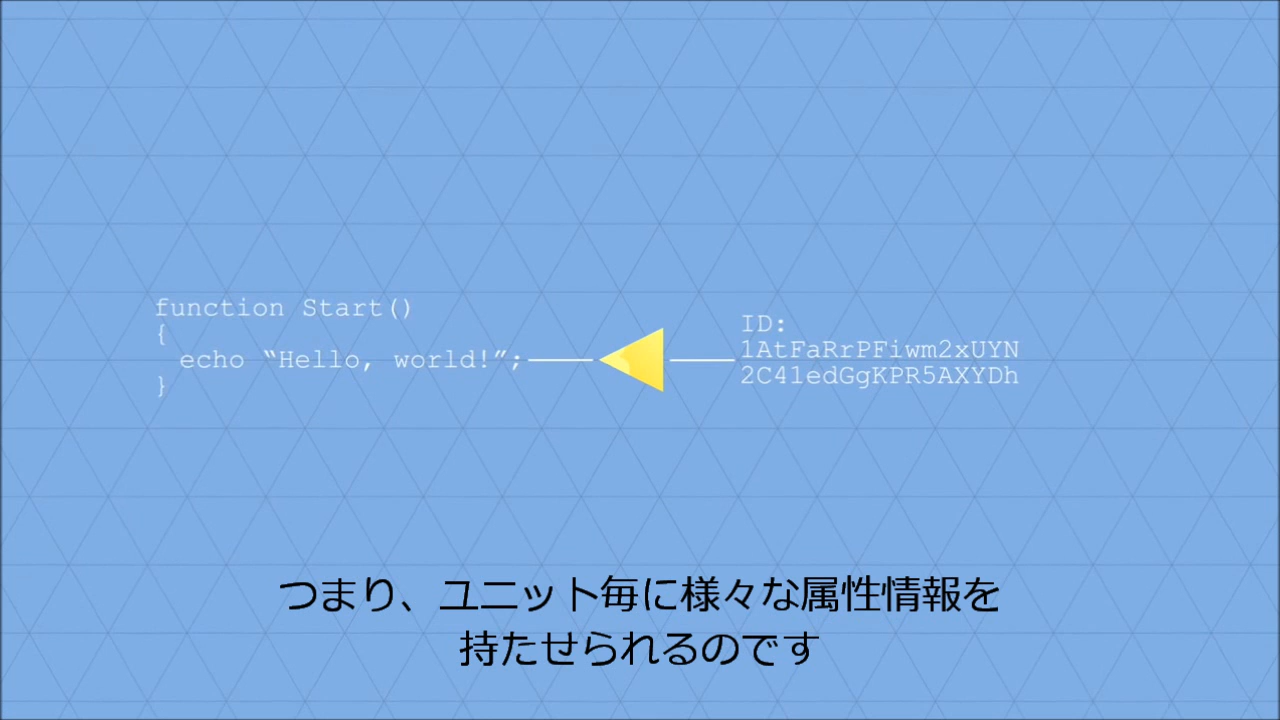 function Start()
{
echo “Hello, world!”;
}
ID:
1AtFaRrPFiwm2xUYN
2C41edGgKPR5AXYDh
つまり、ユニット毎に様々な属性情報を
持たせられるのです